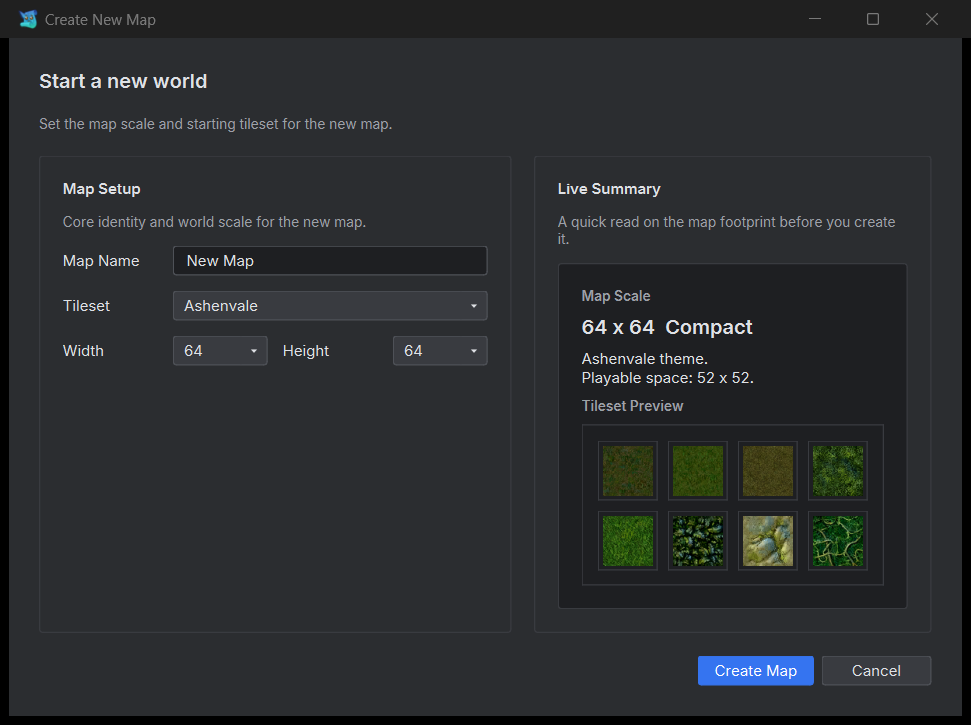 Create New Map
Start a new world
Set the map scale and starting tileset for the new map.
Map Setup
Core identity and world scale for the new map.
Map Name
New Map
Tileset
Ashenvale
Width
64
Height
64
Live Summary
A quick read on the map footprint before you create
it.
Map Scale
64 x 64 Compact
Ashenvale theme.
Playable space: 52 x 52.
Tileset Preview
Create Map
Cancel